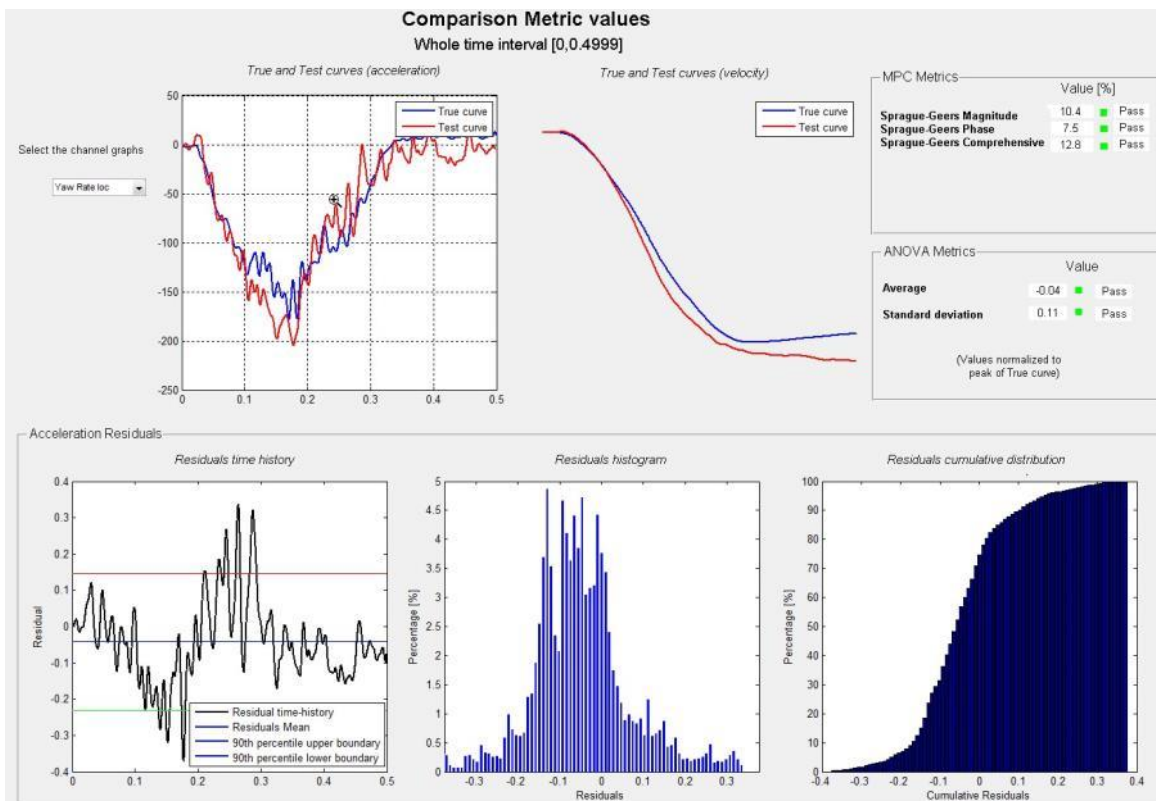 Comparison Metric values
Whole time interval [0,0.4999]
True and Test curves (acceleration)
True and Test curves (velocity)
Select the channel graphs
Yaw Rate loc
50
0
-50
-100
-150
-200
-250
0 0.1 0.2 0.3 0.4 0.5
True curve
Test curve
True curve
Test curve
MPC Metrics
Value [%]
Sprague-Geers Magnitude 10.4 Pass
Sprague-Geers Phase 7.5 Pass
Sprague-Geers Comprehensive 12.8 Pass
ANOVA Metrics
Value
Average -0.04 Pass
Standard deviation 0.11 Pass
(Values normalized to
peak of True curve)
Acceleration Residuals
Residuals time history
Residual
0.4
0.3
0.2
0.1
0
-0.1
-0.2
-0.3
-0.4
0 0.1 0.2 0.3 0.4 0.5
Residual time-history
Residuals Mean
90th percentile upper boundary
90th percentile lower boundary
Residuals histogram
Percentage [%]
5
4.5
4
3.5
3
2.5
2
1.5
1
0.5
0
-0.3 -0.2 -0.1 0 0.1 0.2 0.3
Residuals
Residuals cumulative distribution
Percentage [%]
100
90
80
70
60
50
40
30
20
10
0
-0.4 -0.3 -0.2 -0.1 0 0.1 0.2 0.3 0.4
Cumulative Residuals